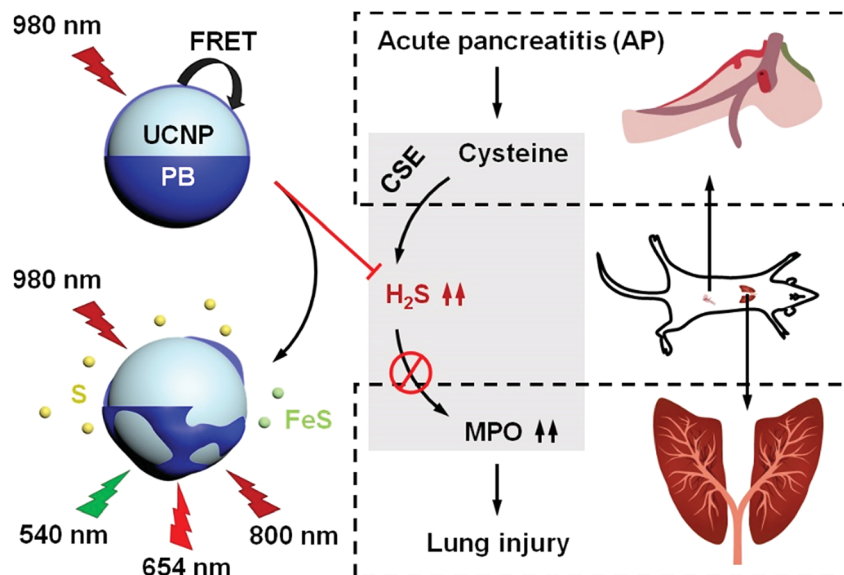 980 nm
FRET
UCNP
PB
980 nm
S
FeS
540 nm
654 nm
800 nm
Acute pancreatitis (AP)
CSE
Cysteine
H₂S
MPO
Lung injury